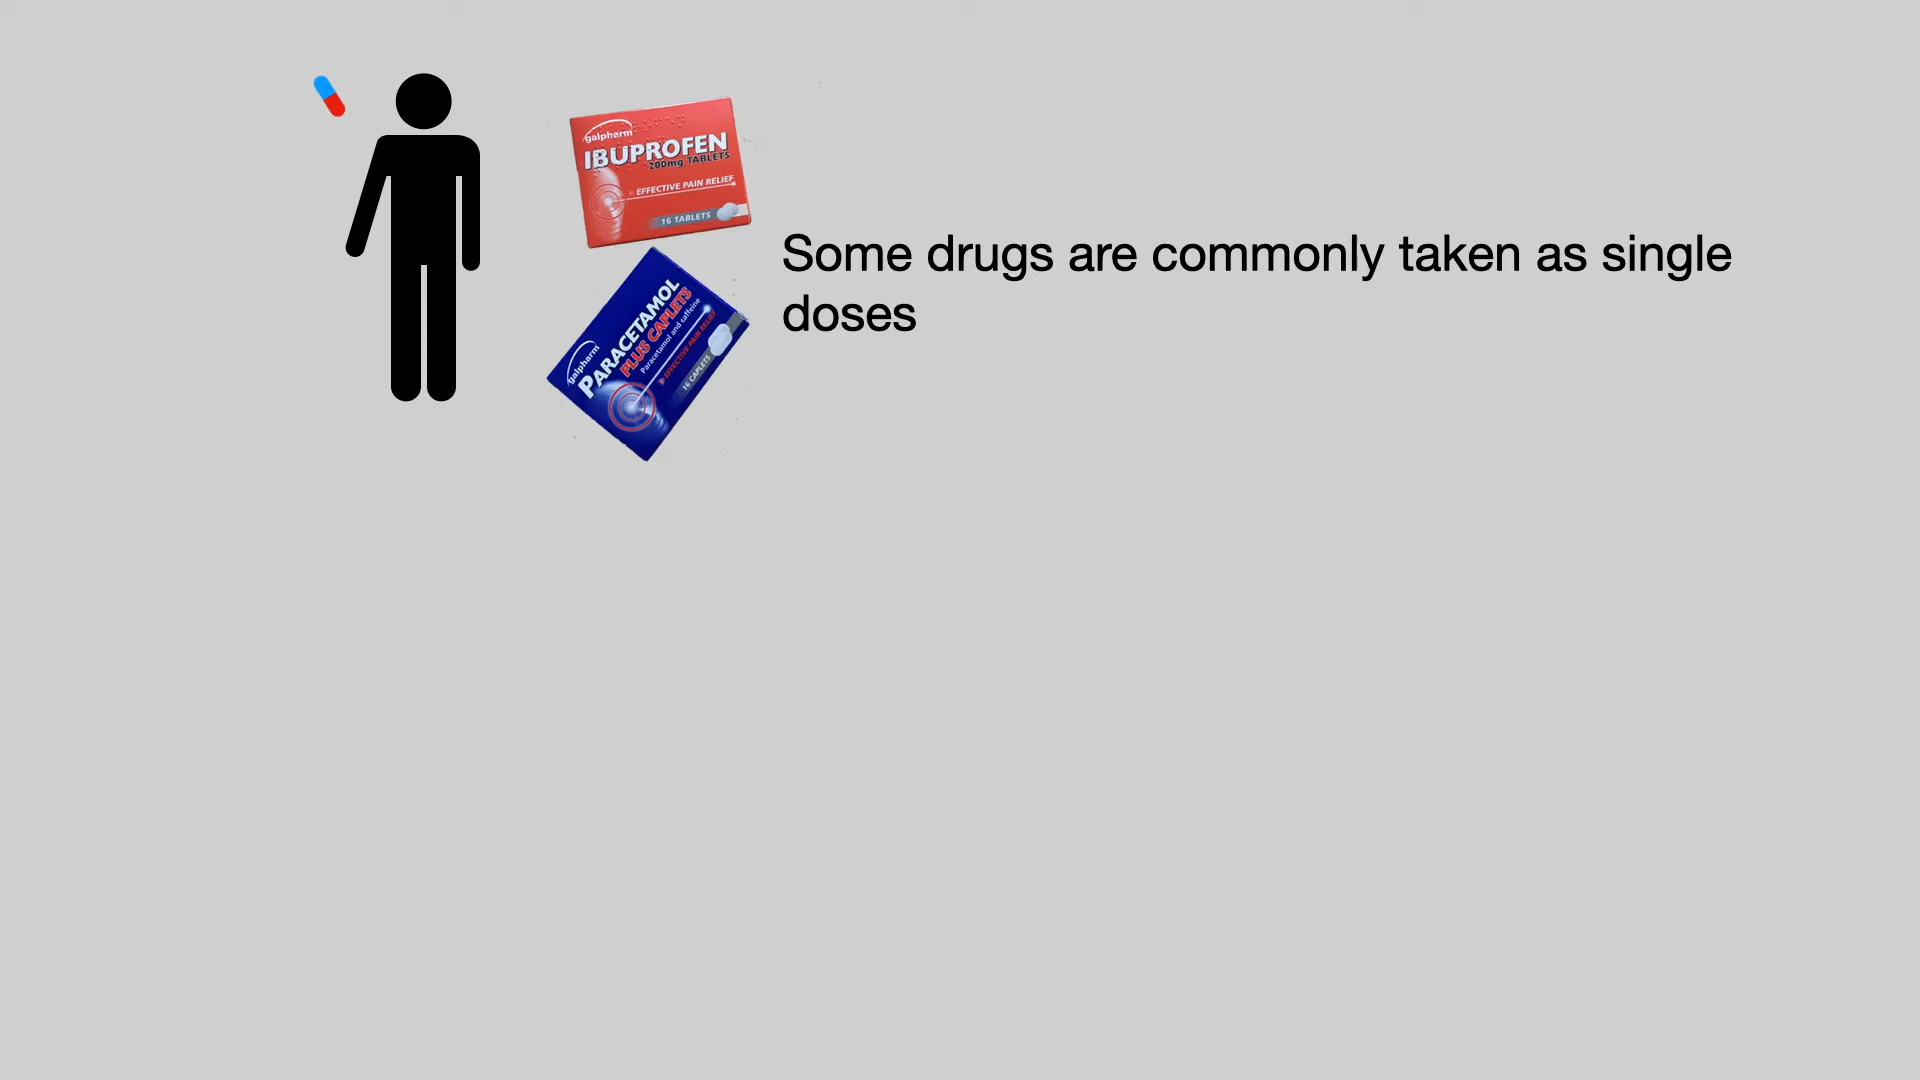 galpharm
IBUPROFEN
200mg TABLETS
EFFECTIVE PAIN RELIEF
16 TABLETS
Some drugs are commonly taken as single
doses
galpharm
PARACETAMOL
PLUS CAPLETS
Paracetamol and caffeine
EFFECTIVE PAIN RELIEF
16 CAPLETS